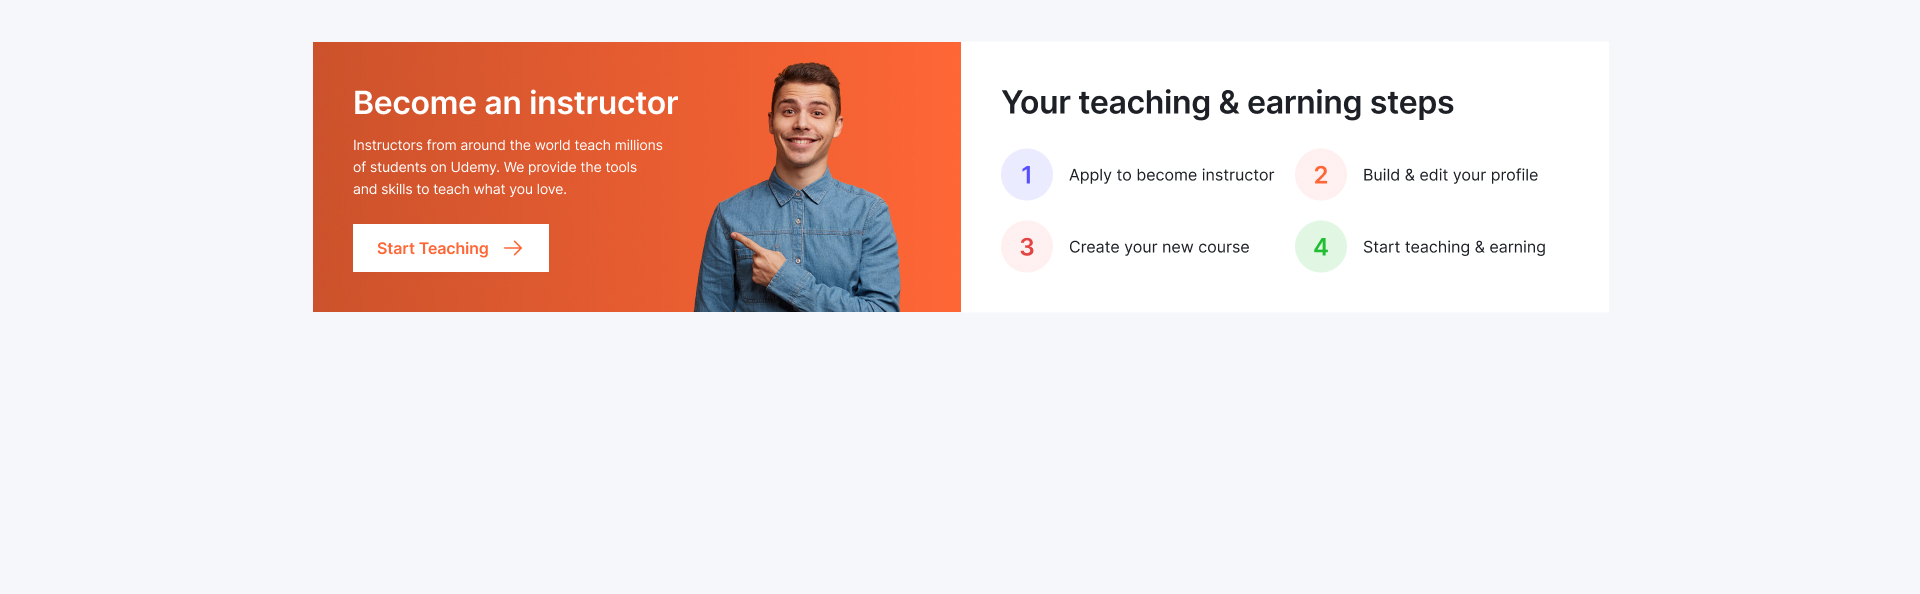 Become an instructor
Instructors from around the world teach millions
of students on Udemy. We provide the tools
and skills to teach what you love.
Start Teaching
Your teaching & earning steps
1 Apply to become instructor
2 Build & edit your profile
3 Create your new course
4 Start teaching & earning